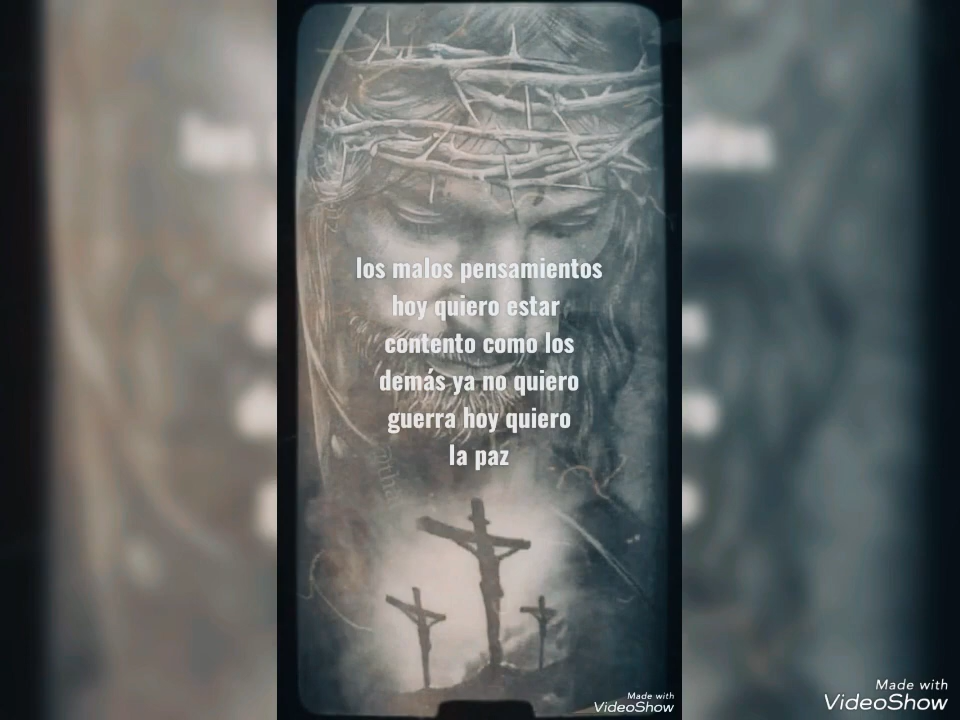 los malos pensamientos
hoy quiero estar
contento como los
demás ya no quiero
guerra hoy quiero
la paz
Made with
VideoShow
Made with
VideoShow